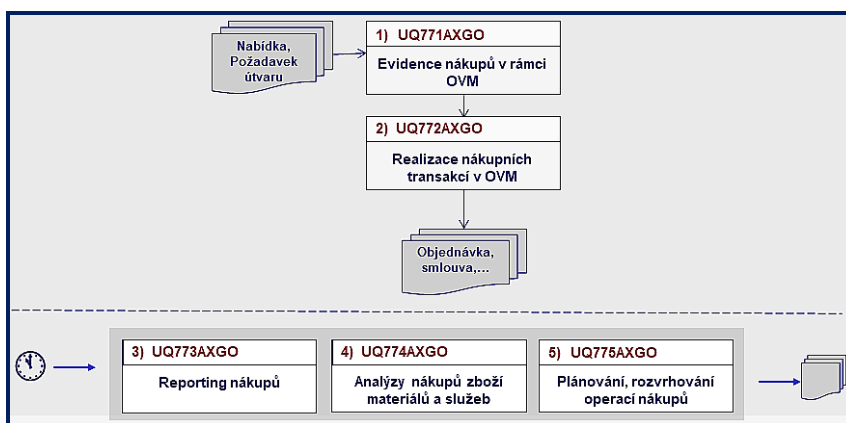 Nabídka,
Požadavek
útvaru
1) UQ771AXGO
Evidence nákupů v rámci
OVM
2) UQ772AXGO
Realizace nákupních
transakcí v OVM
Objednávka,
smlouva,...
3) UQ773AXGO
Reporting nákupů
4) UQ774AXGO
Analýzy nákupů zboží
materiálů a služeb
5) UQ775AXGO
Plánování, rozvrhování
operací nákupů